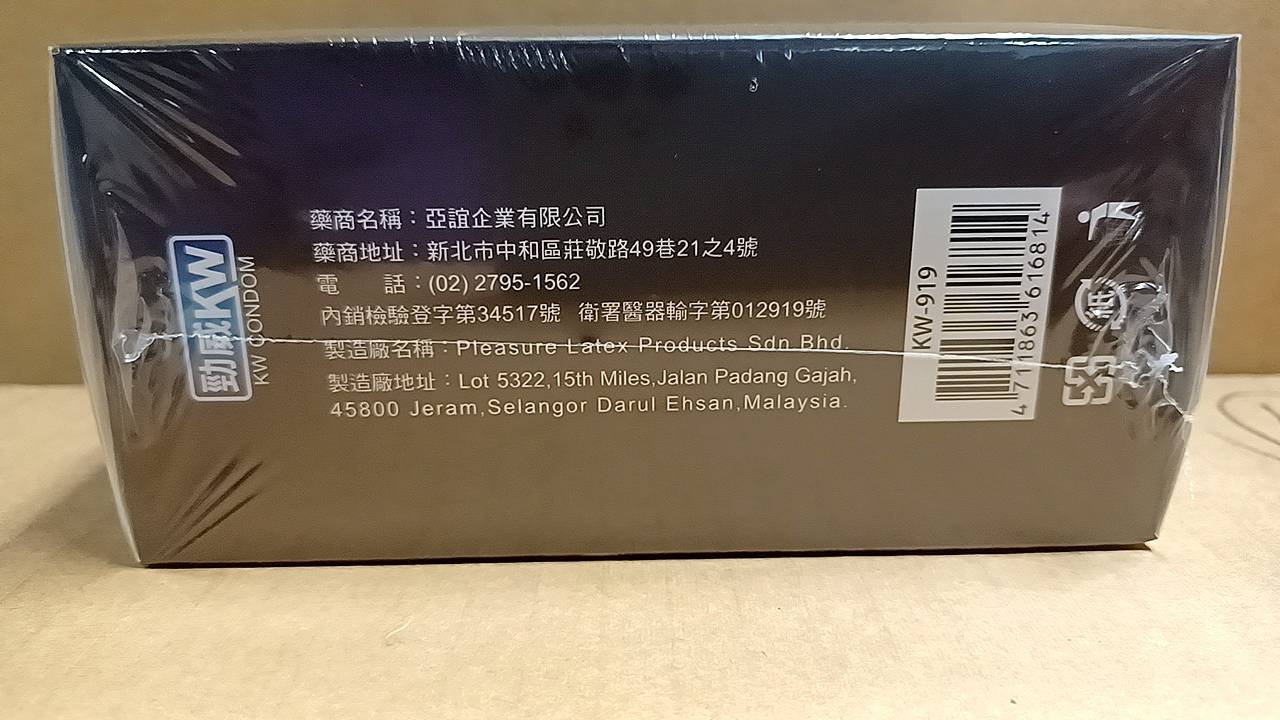 勁威KW
KW CONDOM
藥商名稱：亞誼企業有限公司
藥商地址：新北市中和區莊敬路49巷21之4號
電　　話：(02) 2795-1562
內銷檢驗登字第34517號 衛署醫器輸字第012919號
製造廠名稱：Pleasure Latex Products Sdn Bhd.
製造廠地址：Lot 5322,15th Miles,Jalan Padang Gajah,
45800 Jeram,Selangor Darul Ehsan,Malaysia.
KW-919
4711863616814
紙